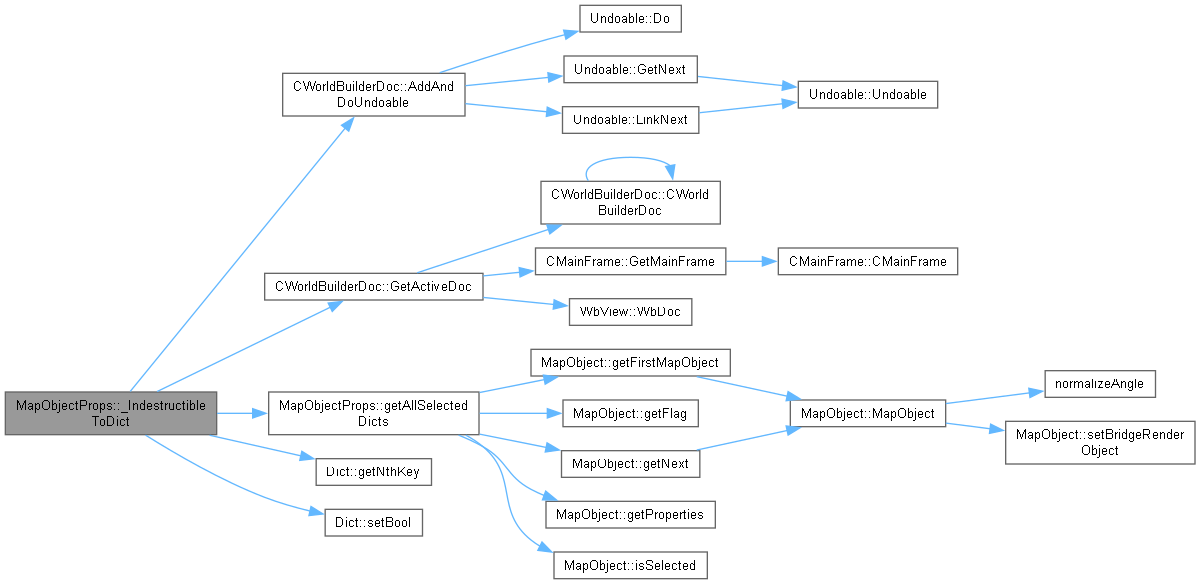 Undoable::Do
CWorldBuilderDoc::AddAnd
DoUndoable
Undoable::GetNext
Undoable::Undoable
Undoable::LinkNext
CWorldBuilderDoc::CWorld
BuilderDoc
CMainFrame::GetMainFrame
CMainFrame::CMainFrame
CWorldBuilderDoc::GetActiveDoc
WbView::WbDoc
MapObject::getFirstMapObject
normalizeAngle
MapObjectProps::_Indestructible
ToDict
MapObjectProps::getAllSelected
Dicts
MapObject::getFlag
MapObject::MapObject
MapObject::setBridgeRender
Object
MapObject::getNext
Dict::getNthKey
MapObject::getProperties
Dict::setBool
MapObject::isSelected